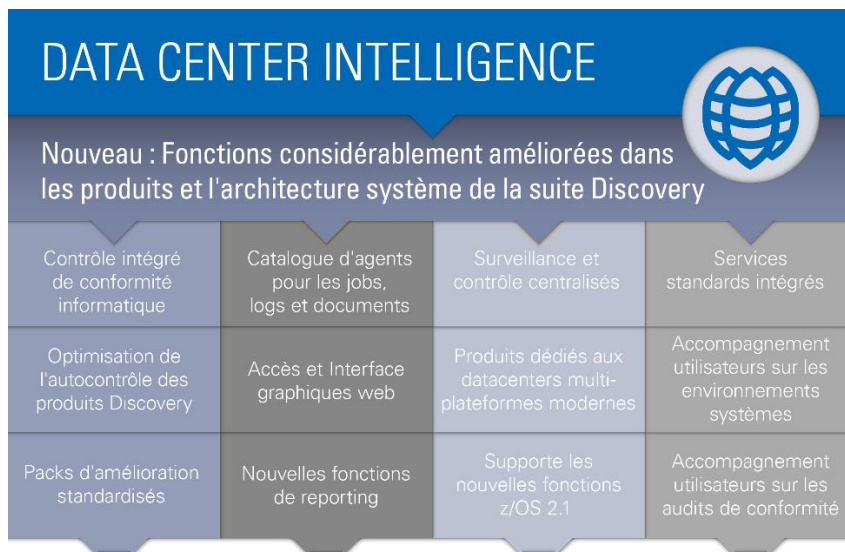 DATA CENTER INTELLIGENCE
Nouveau : Fonctions considérablement améliorées dans
les produits et l'architecture système de la suite Discovery
Contrôle intégré
de conformité
informatique
Catalogue d'agents
pour les jobs,
logs et documents
Surveillance et
contrôle centralisés
Services
standards intégrés
Optimisation de
l'autocontrôle des
produits Discovery
Accès et Interface
graphiques web
Produits dédiés aux
datacenters multi-
plateformes modernes
Accompagnement
utilisateurs sur les
environnements
systèmes
Packs d'amélioration
standardisés
Nouvelles fonctions
de reporting
Supporte les
nouvelles fonctions
z/OS 2.1
Accompagnement
utilisateurs sur les
audits de conformité